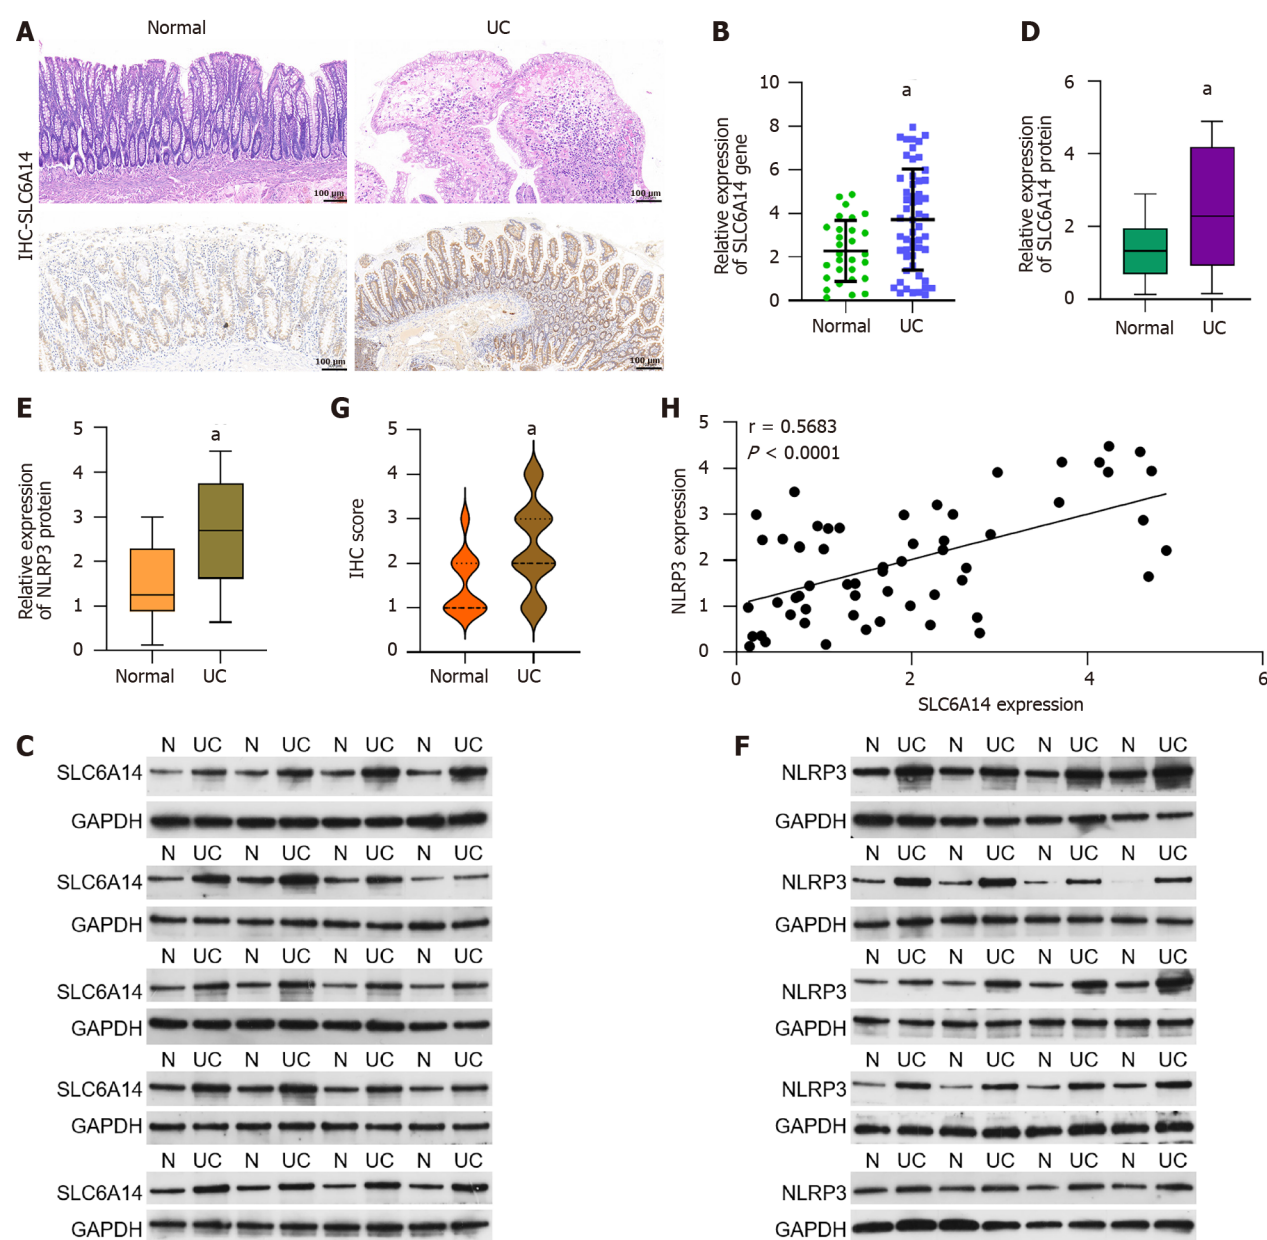 A
Normal
UC
IHC-SLC6A14
100 μm
100 μm
100 μm
100 μm
B
Relative expression
of SLC6A14 gene
10
8
6
4
2
0
a
Normal
UC
D
Relative expression
of SLC6A14 protein
6
4
2
0
a
Normal
UC
E
Relative expression
of NLRP3 protein
5
4
3
2
1
0
a
Normal
UC
G
IHC score
5
4
3
2
1
0
a
Normal
UC
H
NLRP3 expression
5
4
3
2
1
0
r = 0.5683
P < 0.0001
0
2
4
6
SLC6A14 expression
C
N UC N UC N UC N UC
SLC6A14
GAPDH
N UC N UC N UC N UC
SLC6A14
GAPDH
N UC N UC N UC N UC
SLC6A14
GAPDH
N UC N UC N UC N UC
SLC6A14
GAPDH
N UC N UC N UC N UC
SLC6A14
GAPDH
F
N UC N UC N UC N UC
NLRP3
GAPDH
N UC N UC N UC N UC
NLRP3
GAPDH
N UC N UC N UC N UC
NLRP3
GAPDH
N UC N UC N UC N UC
NLRP3
GAPDH
N UC N UC N UC N UC
NLRP3
GAPDH